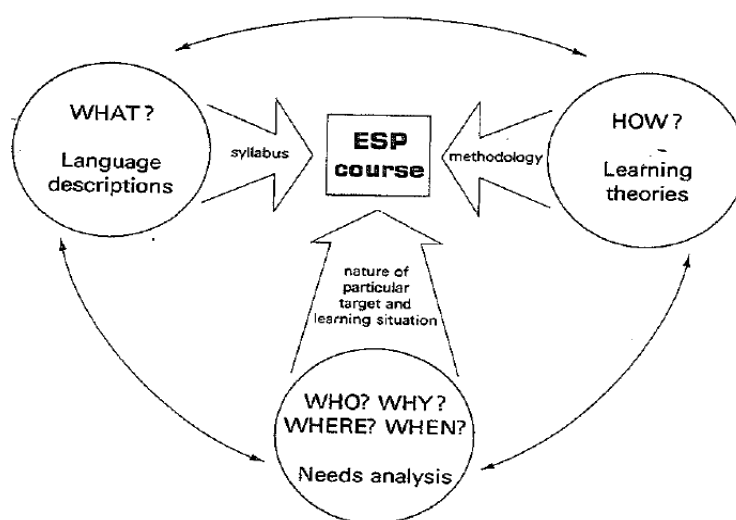 WHAT?
Language
descriptions
syllabus
ESP
course
methodology
HOW?
Learning
theories
nature of
particular
target and
learning situation
WHO? WHY?
WHERE? WHEN?
Needs analysis